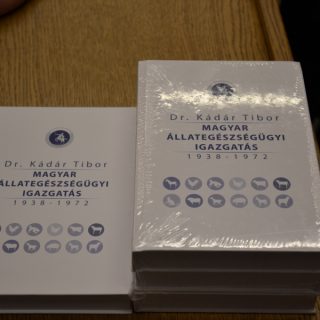 Dr. Kádár Tibor
MAGYAR
ÁLLATEGÉSZSÉGÜGYI
IGAZGATÁS
1938-1972
Dr. Kádár Tibor
MAGYAR
ÁLLATEGÉSZSÉGÜGYI
IGAZGATÁS
1938-1972